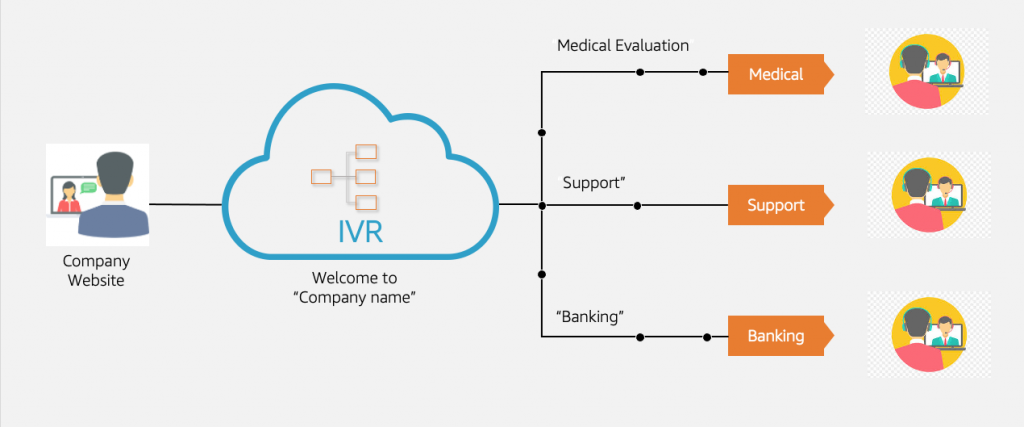 Company
Website
IVR
Welcome to
“Company name”
Medical Evaluation
Medical
Support”
Support
“Banking”
Banking